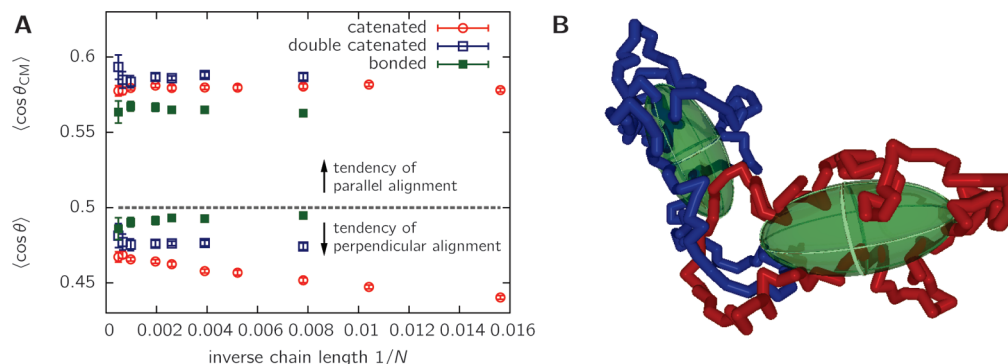 A
B
catenated
double catenated
bonded
⟨cos θCM⟩
0.6
0.55
tendency of
parallel alignment
0.5
tendency of
perpendicular alignment
⟨cos θ⟩
0.45
0 0.002 0.004 0.006 0.008 0.01 0.012 0.014 0.016
inverse chain length 1/N